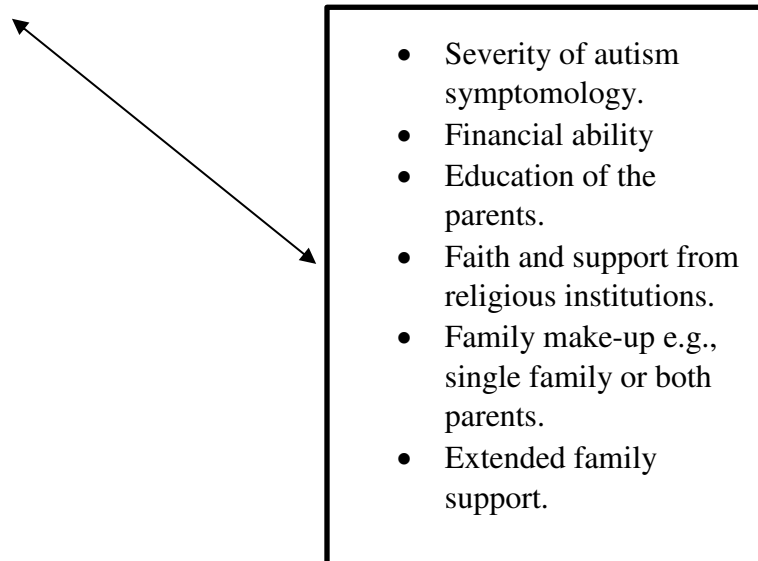 • Severity of autism
symptomology.
• Financial ability
• Education of the
parents.
• Faith and support from
religious institutions.
• Family make-up e.g.,
single family or both
parents.
• Extended family
support.